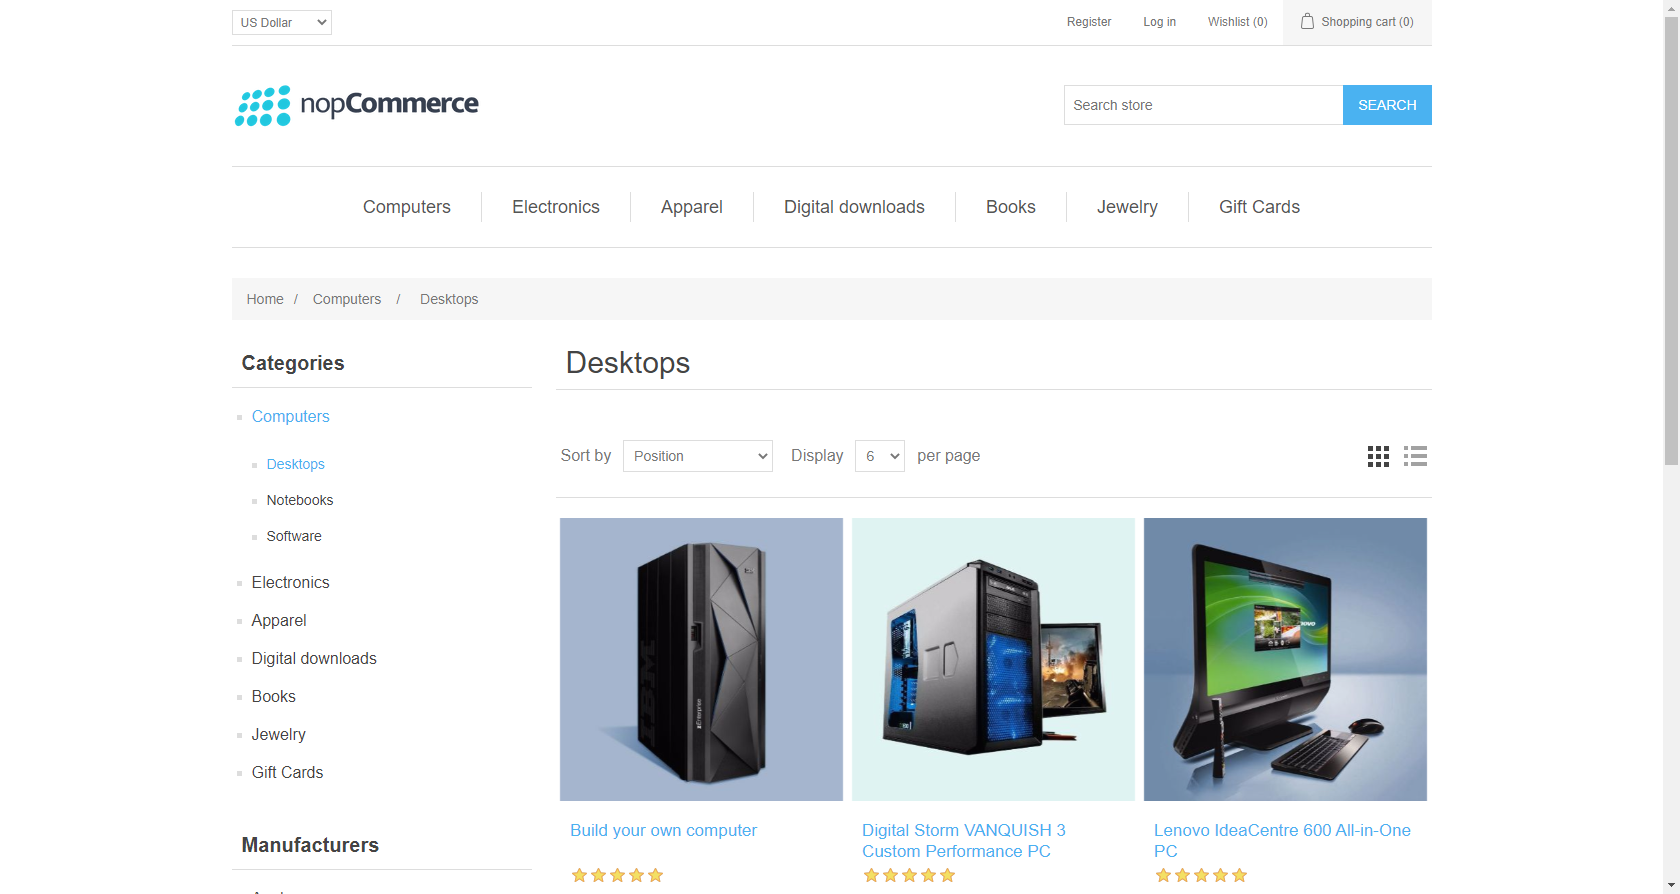 US Dollar
Register
Log in
Wishlist (0)
Shopping cart (0)
nopCommerce
Search store
SEARCH
Computers
Electronics
Apparel
Digital downloads
Books
Jewelry
Gift Cards
Home / Computers / Desktops
Categories
Computers
Desktops
Notebooks
Software
Electronics
Apparel
Digital downloads
Books
Jewelry
Gift Cards
Manufacturers
Desktops
Sort by Position Display 6 per page
IBM
Build your own computer
Digital Storm VANQUISH 3
Custom Performance PC
Lenovo IdeaCentre 600 All-in-One
PC